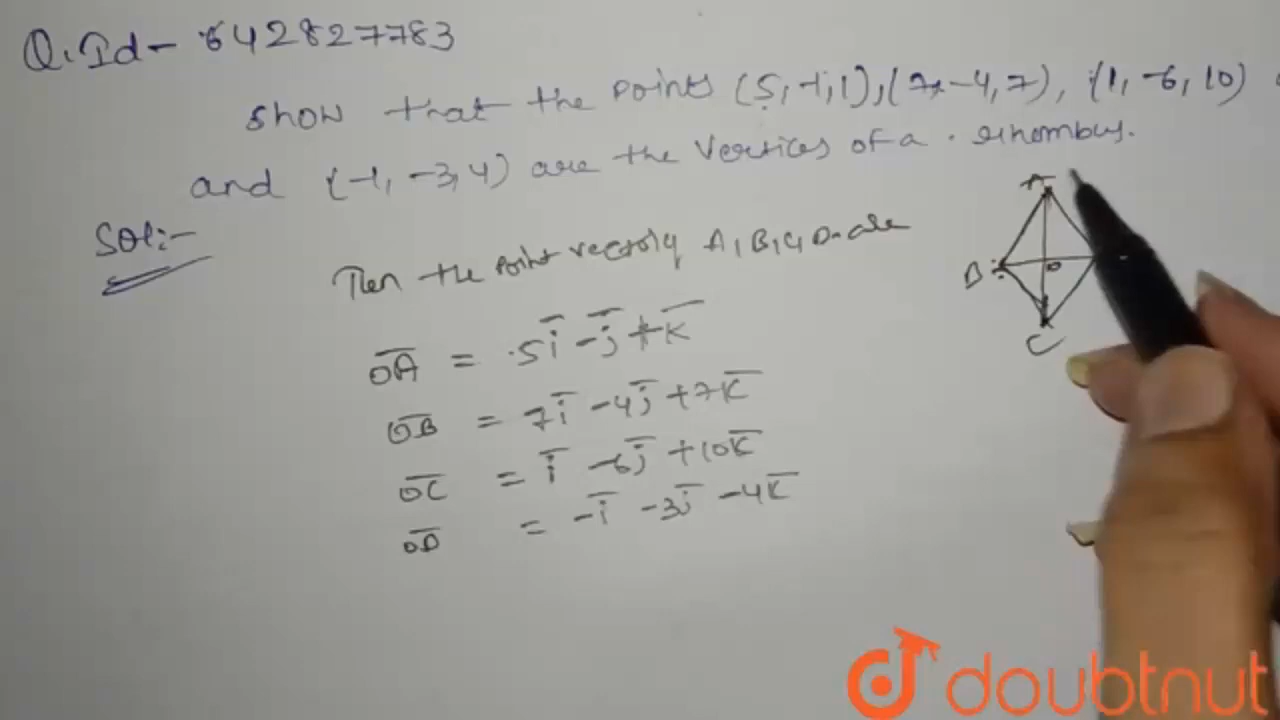 Q.Id- 642827783
show that the points (5,-1,1),(7,-4,7), (1,-6,10)
and (-1,-3,4) are the vertices of a rhombus.
Sol:-
Then the point vectors of A,B,C,D are
OA = 5i - j + k
OB = 7i - 4j + 7k
OC = i - 6j + 10k
OD = -i - 3j - 4k
A
B
O
C
doubtnut